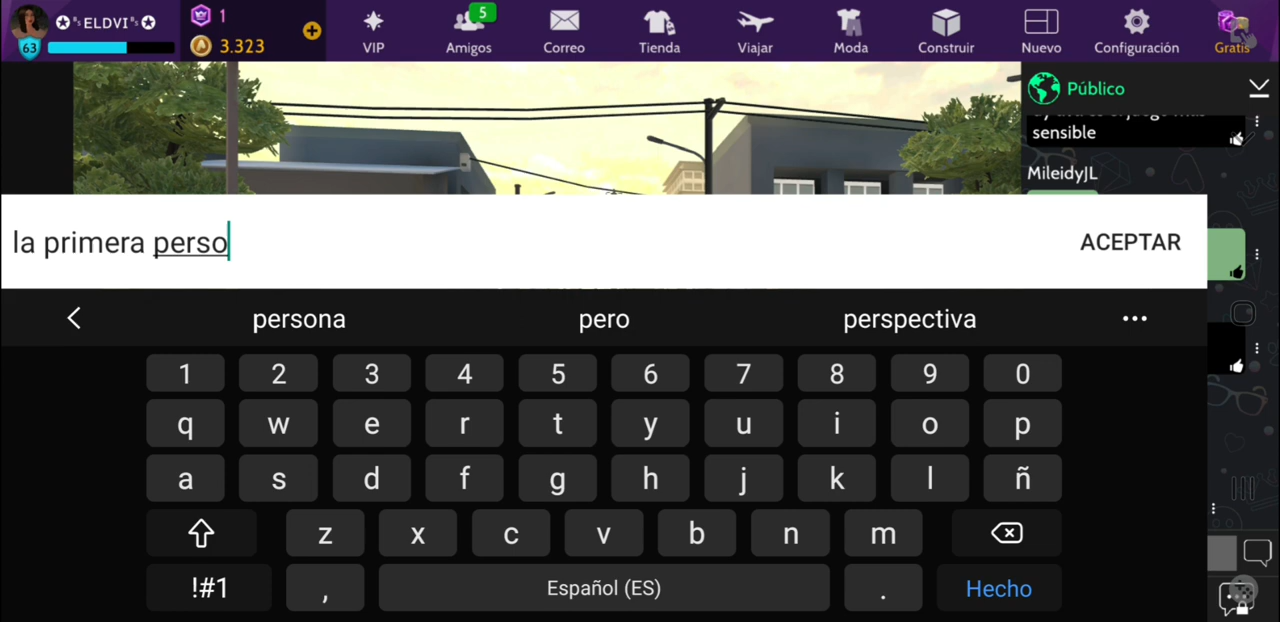 ELDVI
1
5
63
3.323
VIP
Amigos
Correo
Tienda
Viajar
Moda
Construir
Nuevo
Configuración
Gratis
Público
sensible
MileidyJL
la primera perso
ACEPTAR
persona
pero
perspectiva
1 2 3 4 5 6 7 8 9 0
q w e r t y u i o p
a s d f g h j k l ñ
z x c v b n m
!#1 , Español (ES) . Hecho